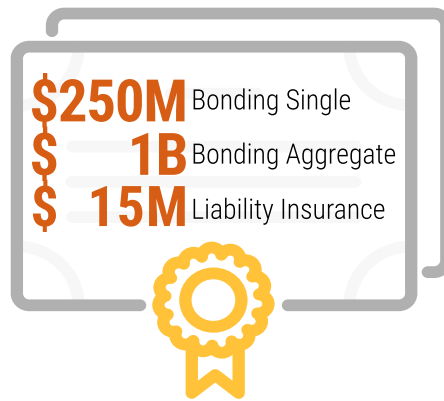 $250M Bonding Single
$ 1B Bonding Aggregate
$ 15M Liability Insurance